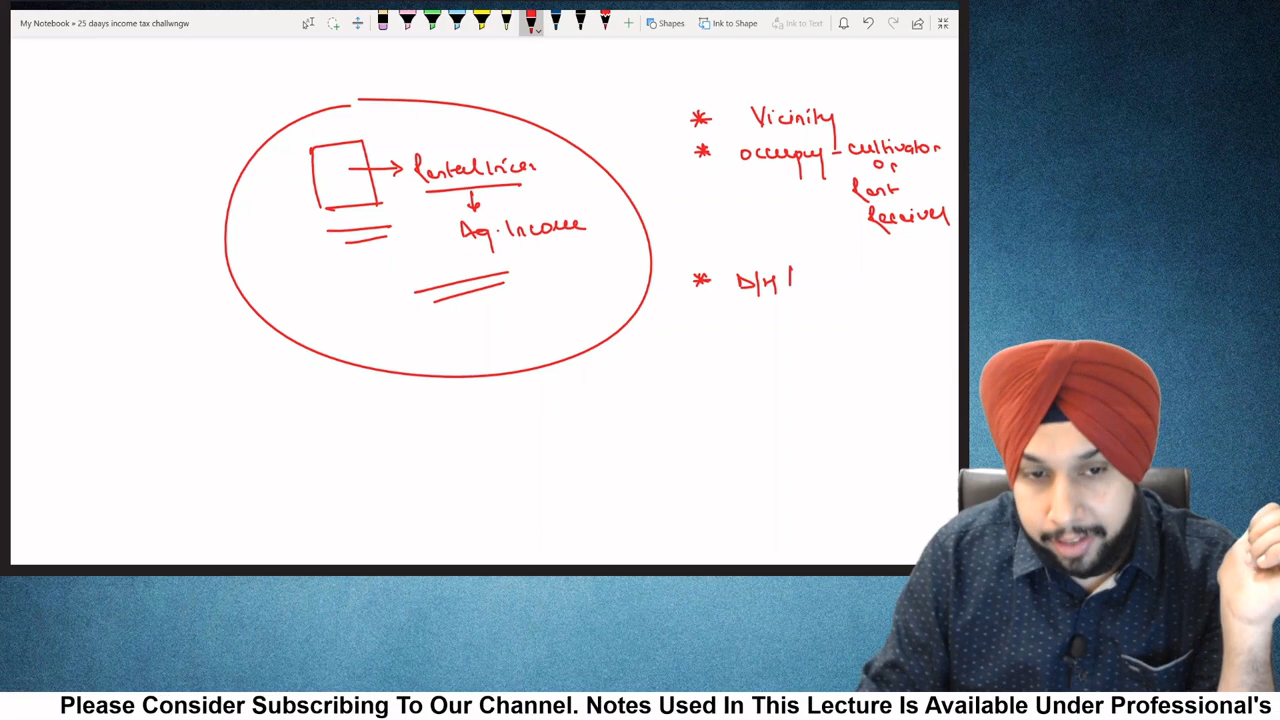 My Notebook » 25 daays income tax challwngw
Shapes
Ink to Shape
Ink to Text
* Vicinity
* occupy - cultivator
Or
Rent
Receiver
Rental Incom
Ag. Income
* D/H
Please Consider Subscribing To Our Channel. Notes Used In This Lecture Is Available Under Professional's